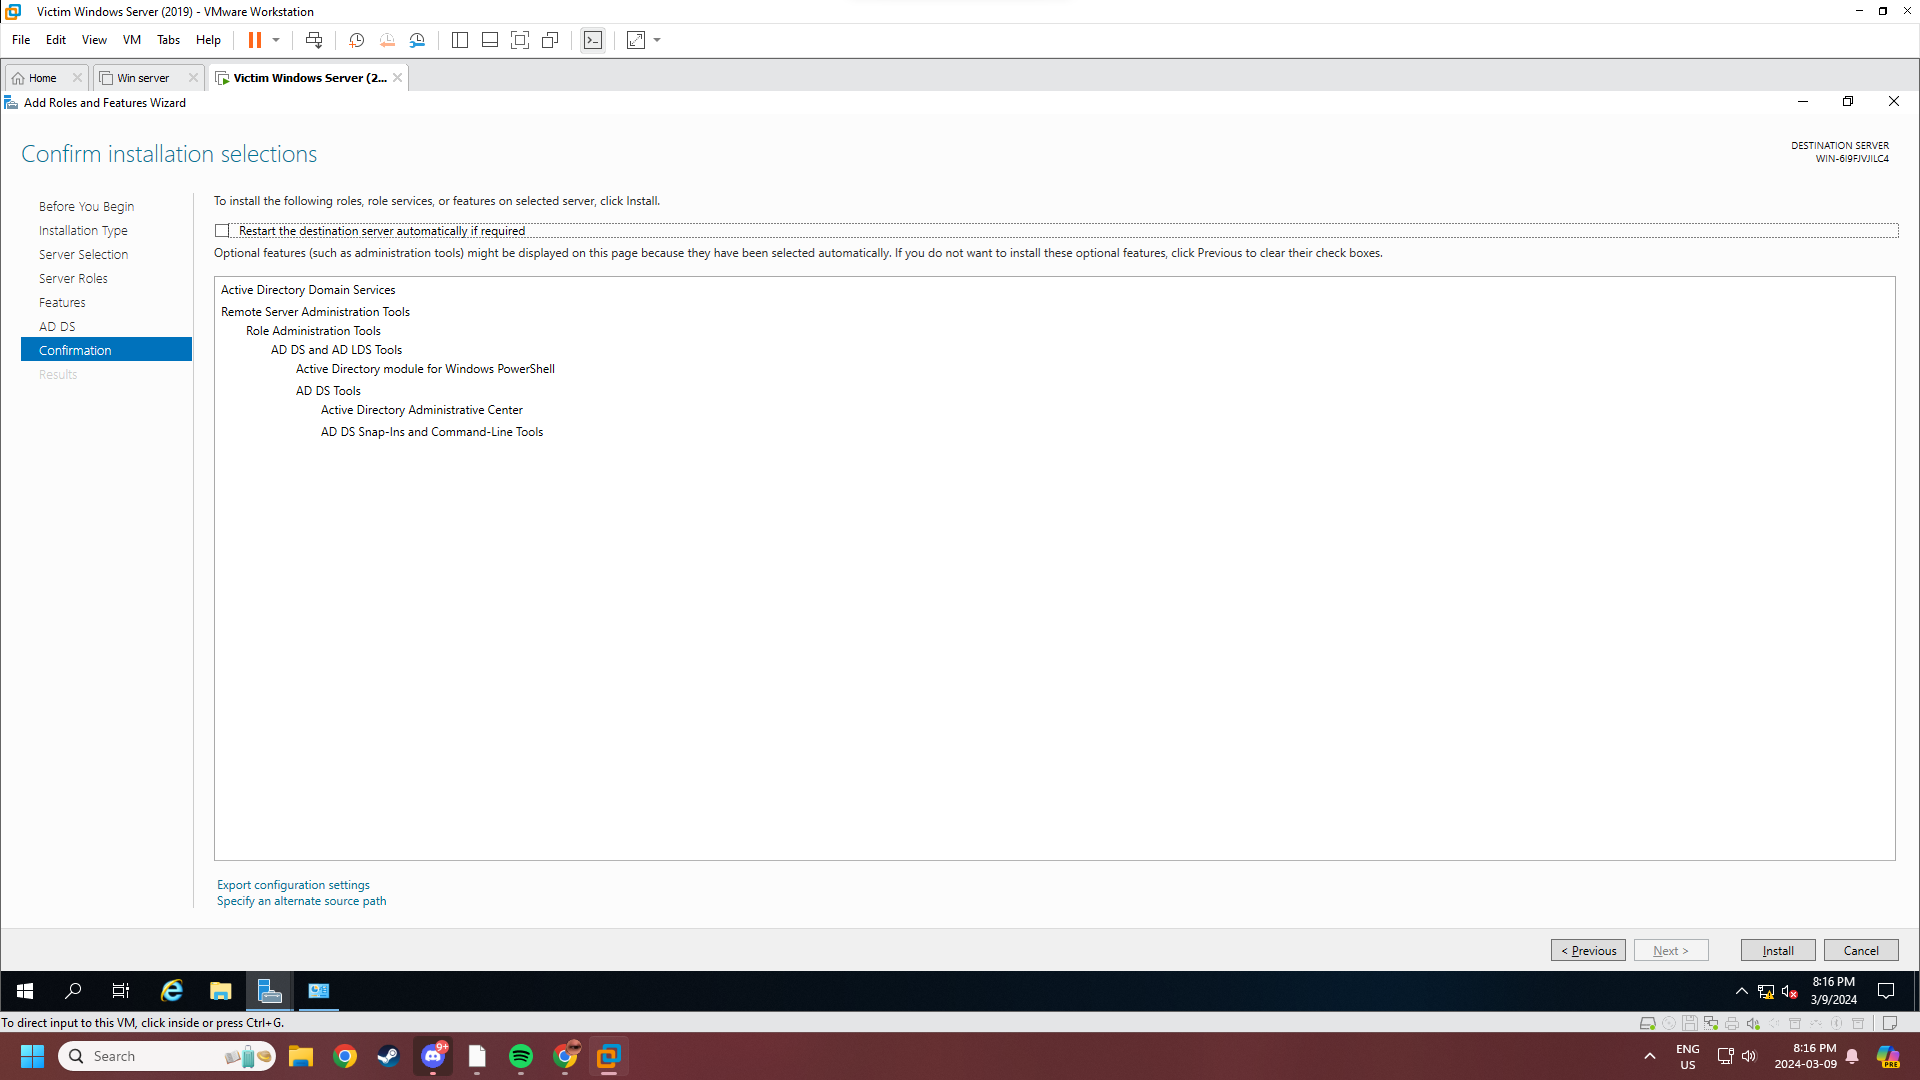 Victim Windows Server (2019) - VMware Workstation
File Edit View VM Tabs Help
Home
Win server
Victim Windows Server (2...
Add Roles and Features Wizard
Confirm installation selections
DESTINATION SERVER
WIN-6I9FJVJILC4
Before You Begin
Installation Type
Server Selection
Server Roles
Features
AD DS
Confirmation
Results
To install the following roles, role services, or features on selected server, click Install.
Restart the destination server automatically if required
Optional features (such as administration tools) might be displayed on this page because they have been selected automatically. If you do not want to install these optional features, click Previous to clear their check boxes.
Active Directory Domain Services
Remote Server Administration Tools
Role Administration Tools
AD DS and AD LDS Tools
Active Directory module for Windows PowerShell
AD DS Tools
Active Directory Administrative Center
AD DS Snap-Ins and Command-Line Tools
Export configuration settings
Specify an alternate source path
< Previous
Next >
Install
Cancel
8:16 PM
3/9/2024
To direct input to this VM, click inside or press Ctrl+G.
Search
9+
ENG
US
8:16 PM
2024-03-09
PRE